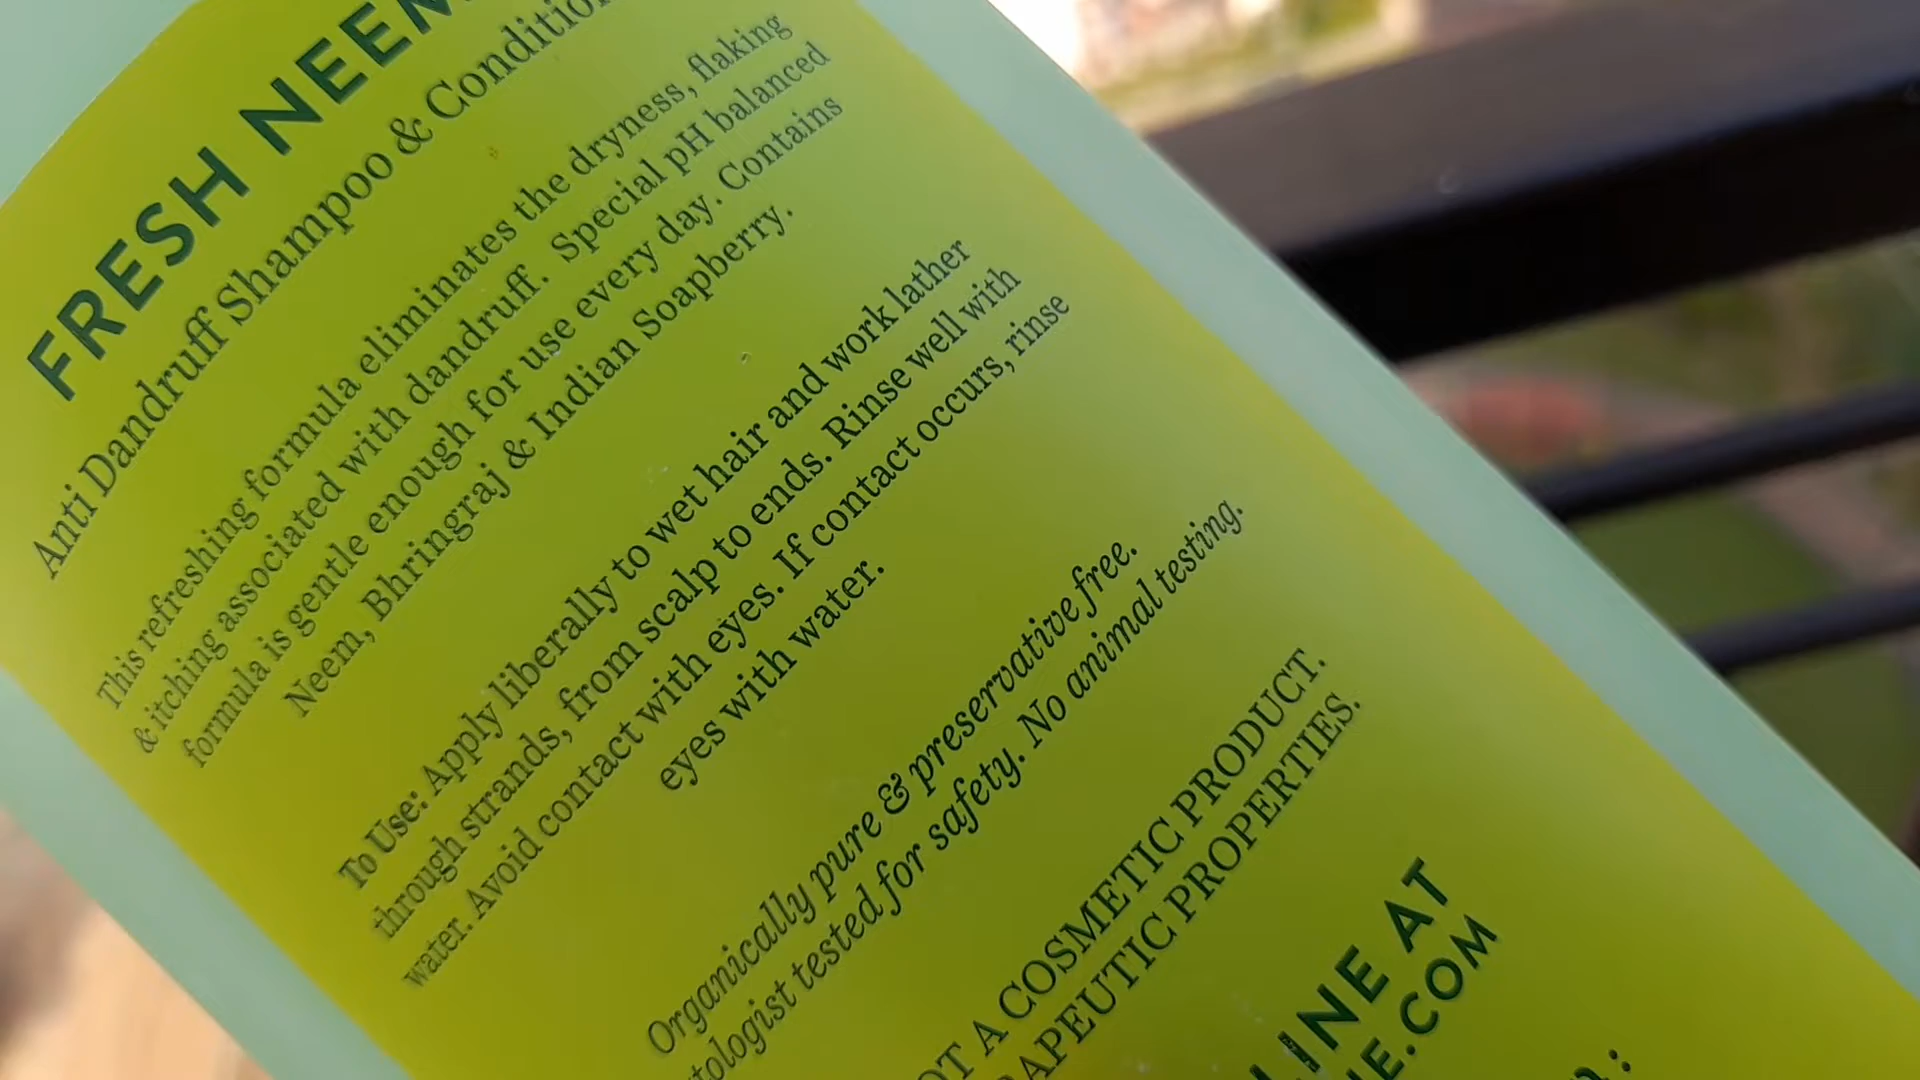 FRESH NEEM
Anti Dandruff Shampoo &
This refreshing formula eliminates the dryness, flaking
& itching associated with dandruff. Special pH balanced
formula is gentle enough for use every day. Contains
Neem, Bhringraj & Indian Soapberry.
To Use: Apply liberally to wet hair and work lather
through strands, from scalp to ends. Rinse well with
water. Avoid contact with eyes. If contact occurs, rinse
eyes with water.
Organically pure & preservative free.
tested for safety. No animal testing.
A COSMETIC PRODUCT.
PROPERTIES.
AT